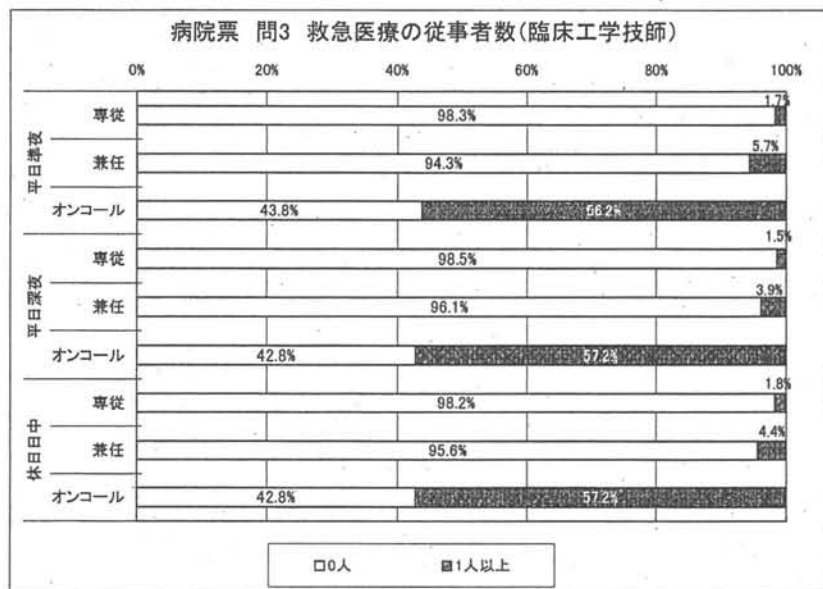 病院票 問3 救急医療の従事者数(臨床工学技師)
0% 20% 40% 60% 80% 100%
平日準夜
専従 98.3% 1.7%
兼任 94.3% 5.7%
オンコール 43.8% 56.2%
平日深夜
専従 98.5% 1.5%
兼任 96.1% 3.9%
オンコール 42.8% 57.2%
休日日中
専従 98.2% 1.8%
兼任 95.6% 4.4%
オンコール 42.8% 57.2%
□0人 ■1人以上